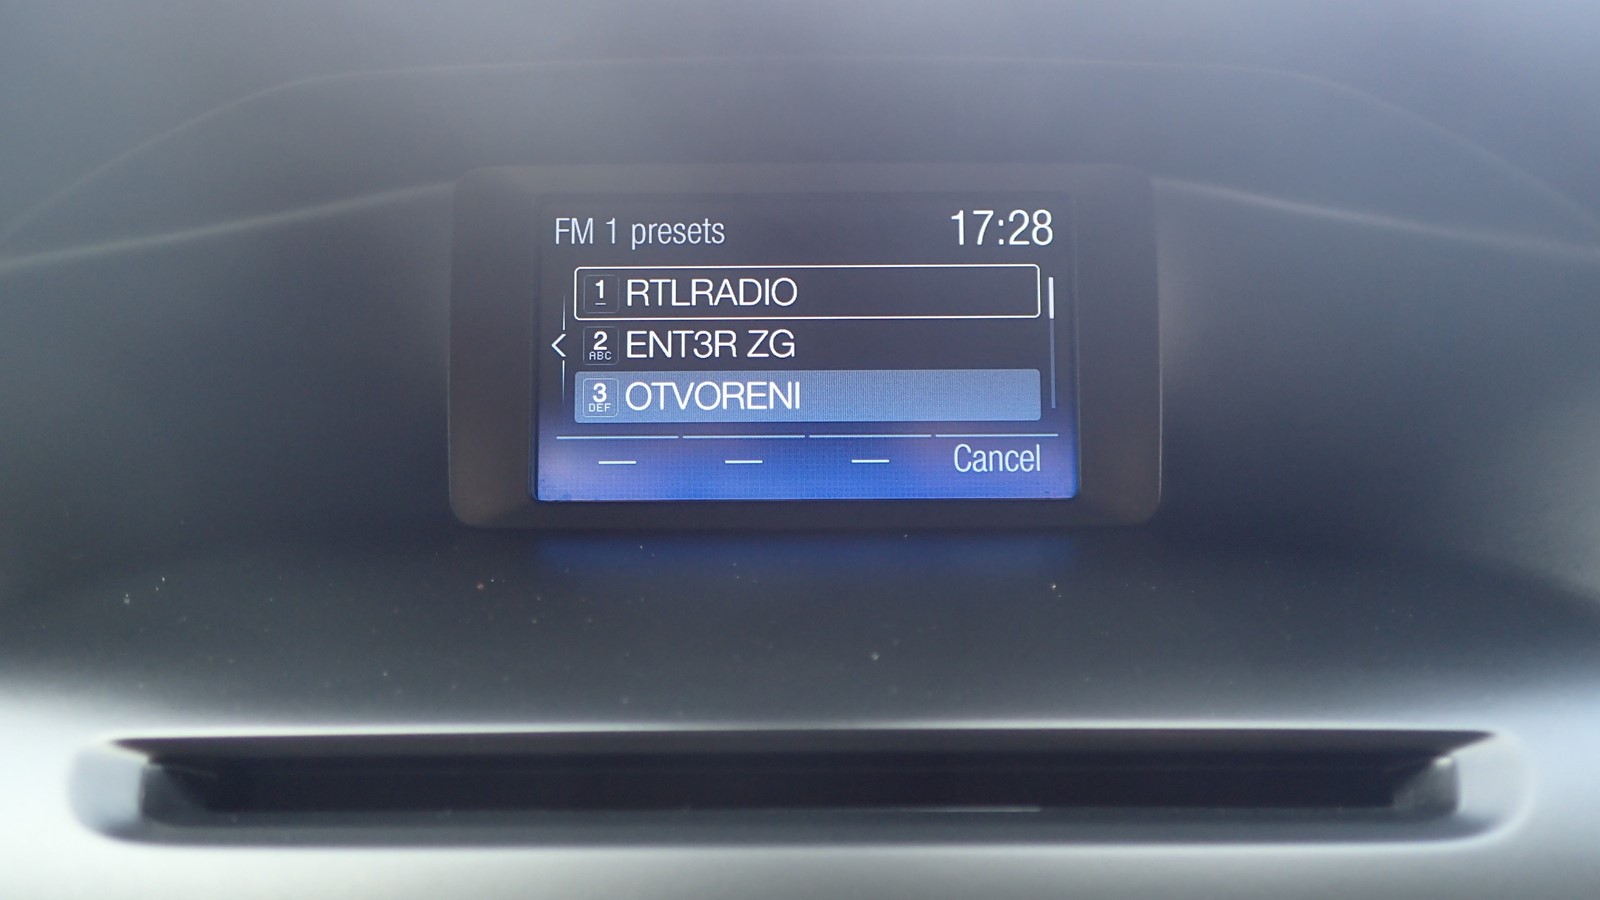 FM 1 presets 17:28
1 RTLRADIO
2 ABC ENT3R ZG
3 DEF OTVORENI
Cancel